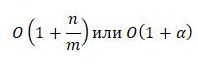 O(1 + n/m) или O(1 + α)